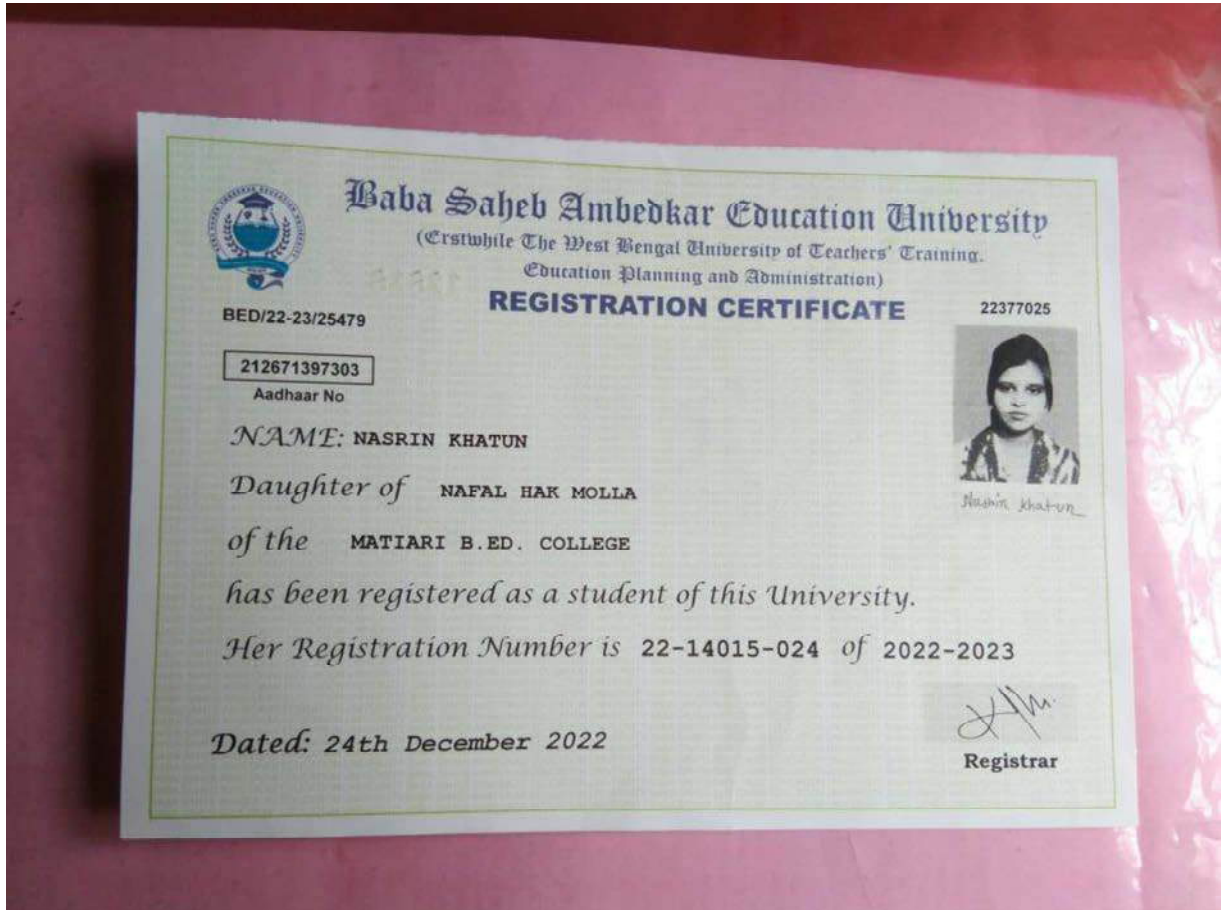 Baba Saheb Ambedkar Education University
(Erstwhile The West Bengal University of Teachers' Training.
Education Planning and Administration)
REGISTRATION CERTIFICATE
BED/22-23/25479
22377025
212671397303
Aadhaar No
NAME: NASRIN KHATUN
Nasrin Khatun
Daughter of NAFAL HAK MOLLA
of the MATIARI B.ED. COLLEGE
has been registered as a student of this University.
Her Registration Number is 22-14015-024 of 2022-2023
Dated: 24th December 2022
Registrar